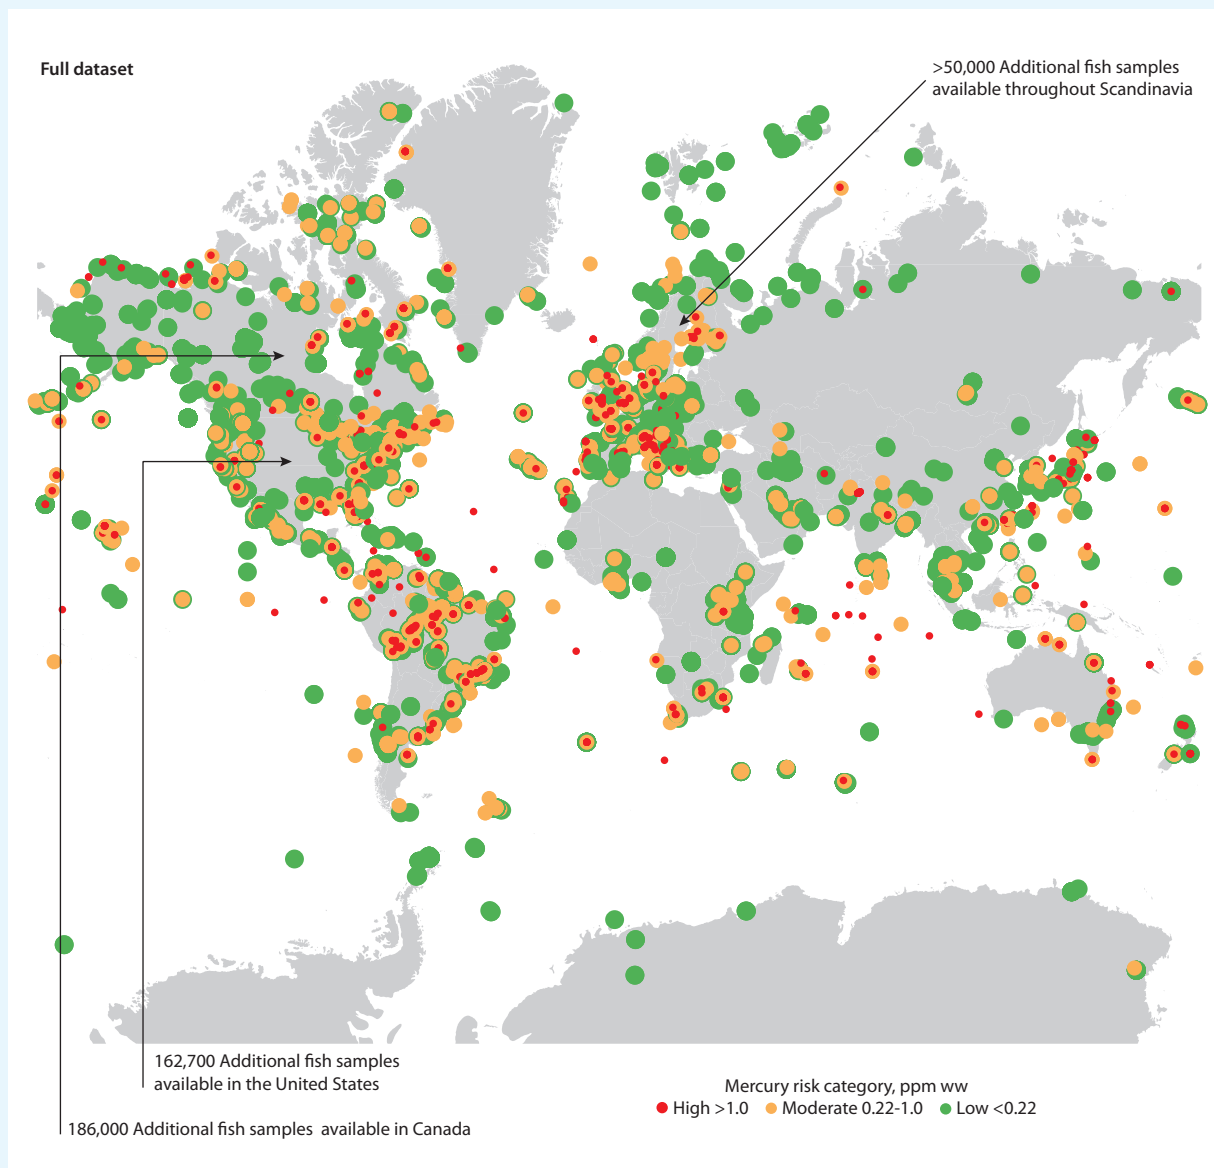 Full dataset
>50,000 Additional fish samples
available throughout Scandinavia
162,700 Additional fish samples
available in the United States
186,000 Additional fish samples available in Canada
Mercury risk category, ppm ww
High >1.0 Moderate 0.22-1.0 Low <0.22